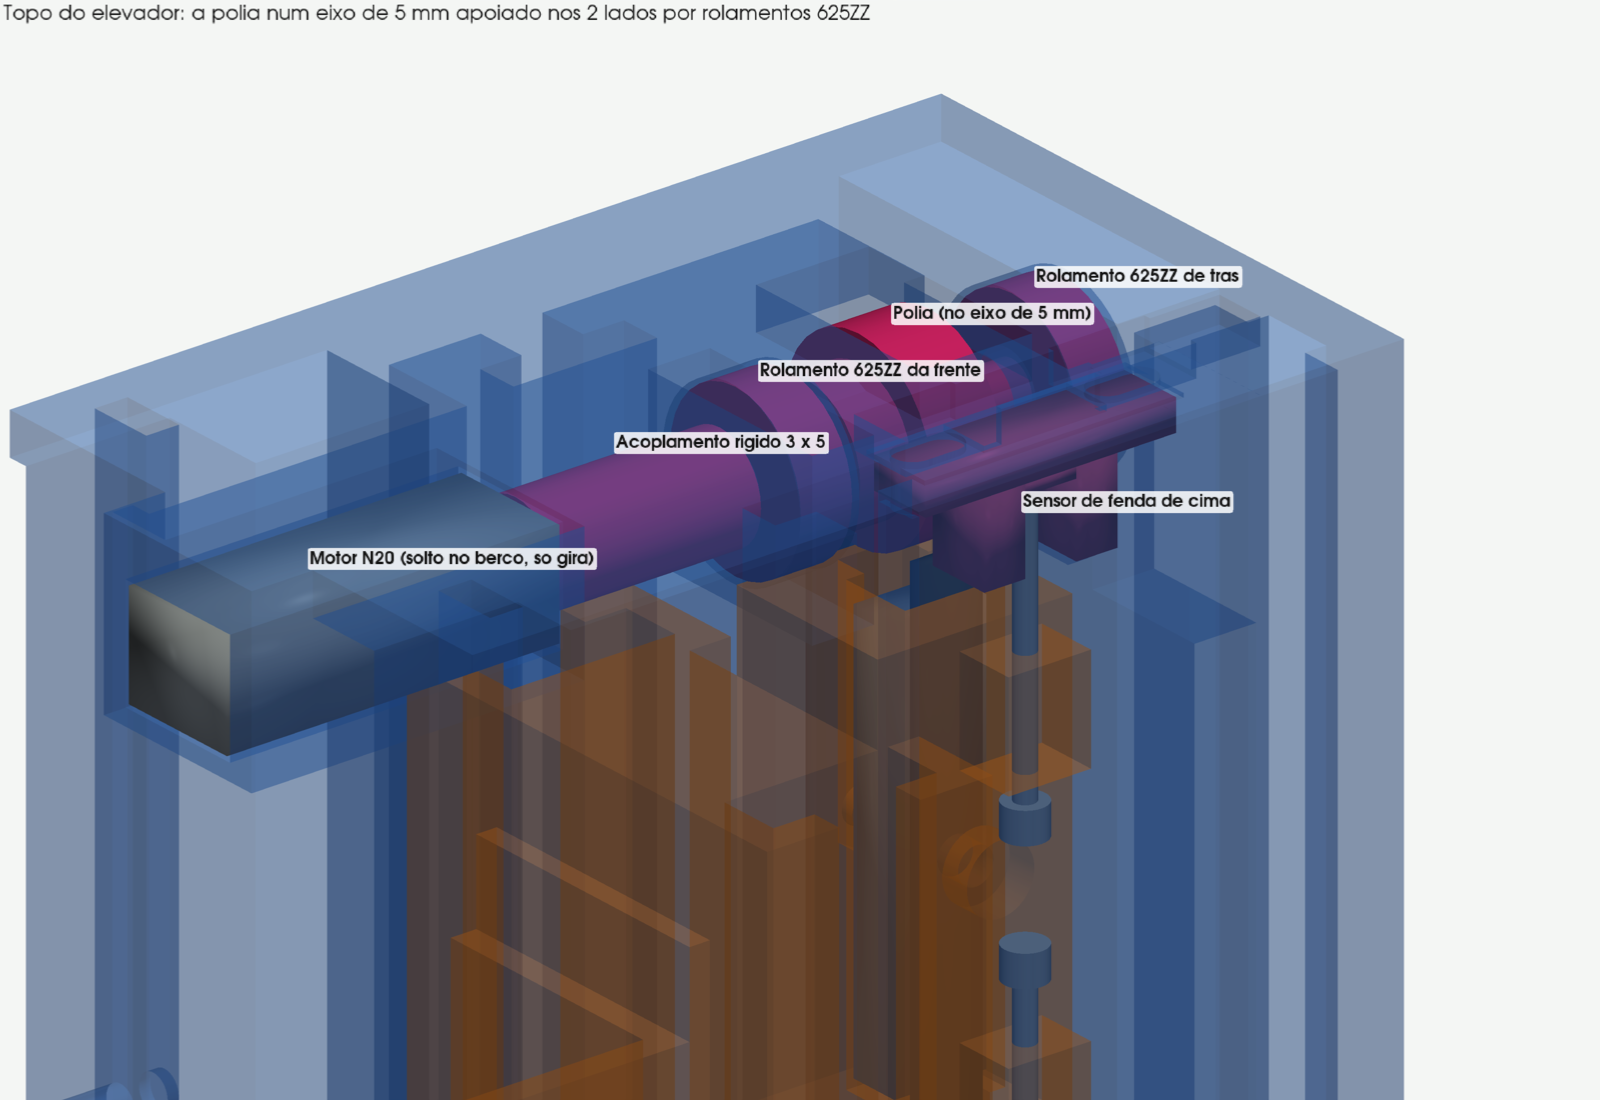 Topo do elevador: a polia num eixo de 5 mm apoiado nos 2 lados por rolamentos 625ZZ
Rolamento 625ZZ de tras
Polia (no eixo de 5 mm)
Rolamento 625ZZ da frente
Acoplamento rigido 3 x 5
Sensor de fenda de cima
Motor N20 (solto no berco, so gira)